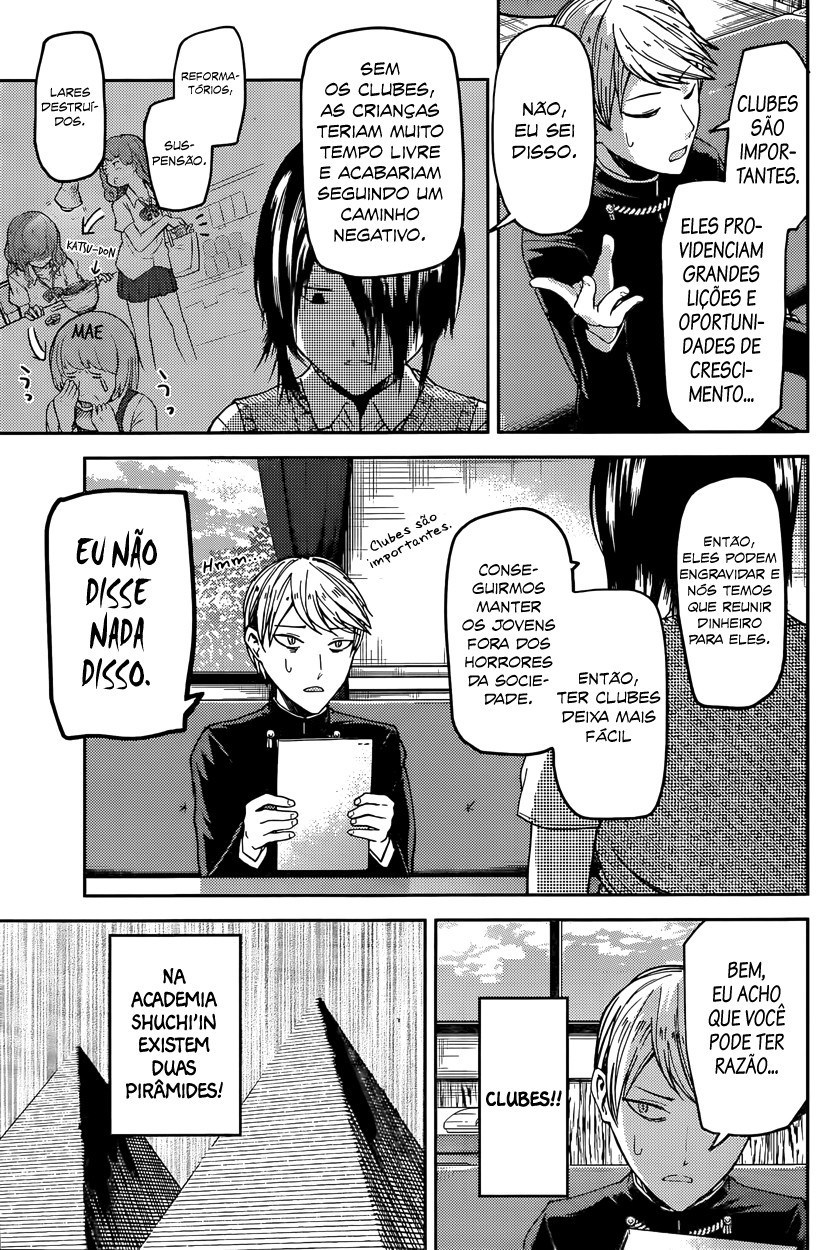 CLUBES
SÃO
IMPOR-
TANTES.
ELES PRO-
VIDENCIAM
GRANDES
LIÇÕES E
OPORTUNI-
DADES DE
CRESCI-
MENTO...
NÃO,
EU SEI
DISSO.
SEM
OS CLUBES,
AS CRIANÇAS
TERIAM MUITO
TEMPO LIVRE
E ACABARIAM
SEGUINDO UM
CAMINHO
NEGATIVO.
REFORMA-
TÓRIOS,
SUS-
PENSÃO.
LARES
DESTRUÍ-
DOS.
KATSU-DON
MAE
ENTÃO,
ELES PODEM
ENGRAVIDAR E
NÓS TEMOS
QUE REUNIR
DINHEIRO
PARA ELES.
ENTÃO,
TER CLUBES
DEIXA MAIS
FÁCIL
CONSE-
GUIRMOS
MANTER
OS JOVENS
FORA DOS
HORRORES
DA SOCIE-
DADE.
Clubes são
importantes.
Hmm...
EU NÃO
DISSE
NADA
DISSO.
BEM,
EU ACHO
QUE VOCÊ
PODE TER
RAZÃO...
CLUBES!!
NA
ACADEMIA
SHUCHI'IN
EXISTEM
DUAS
PIRÂMIDES!